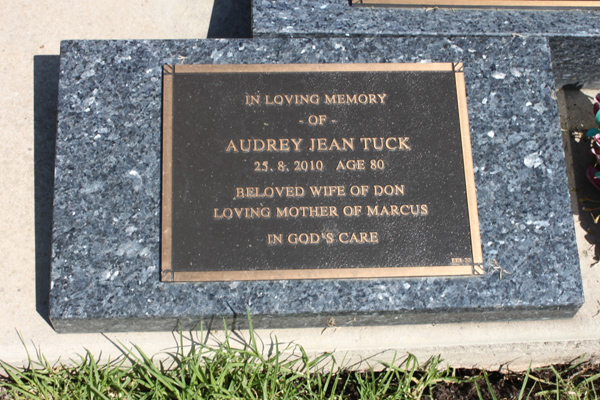 IN LOVING MEMORY
- OF -
AUDREY JEAN TUCK
25. 8. 2010 AGE 80
BELOVED WIFE OF DON
LOVING MOTHER OF MARCUS
IN GOD'S CARE